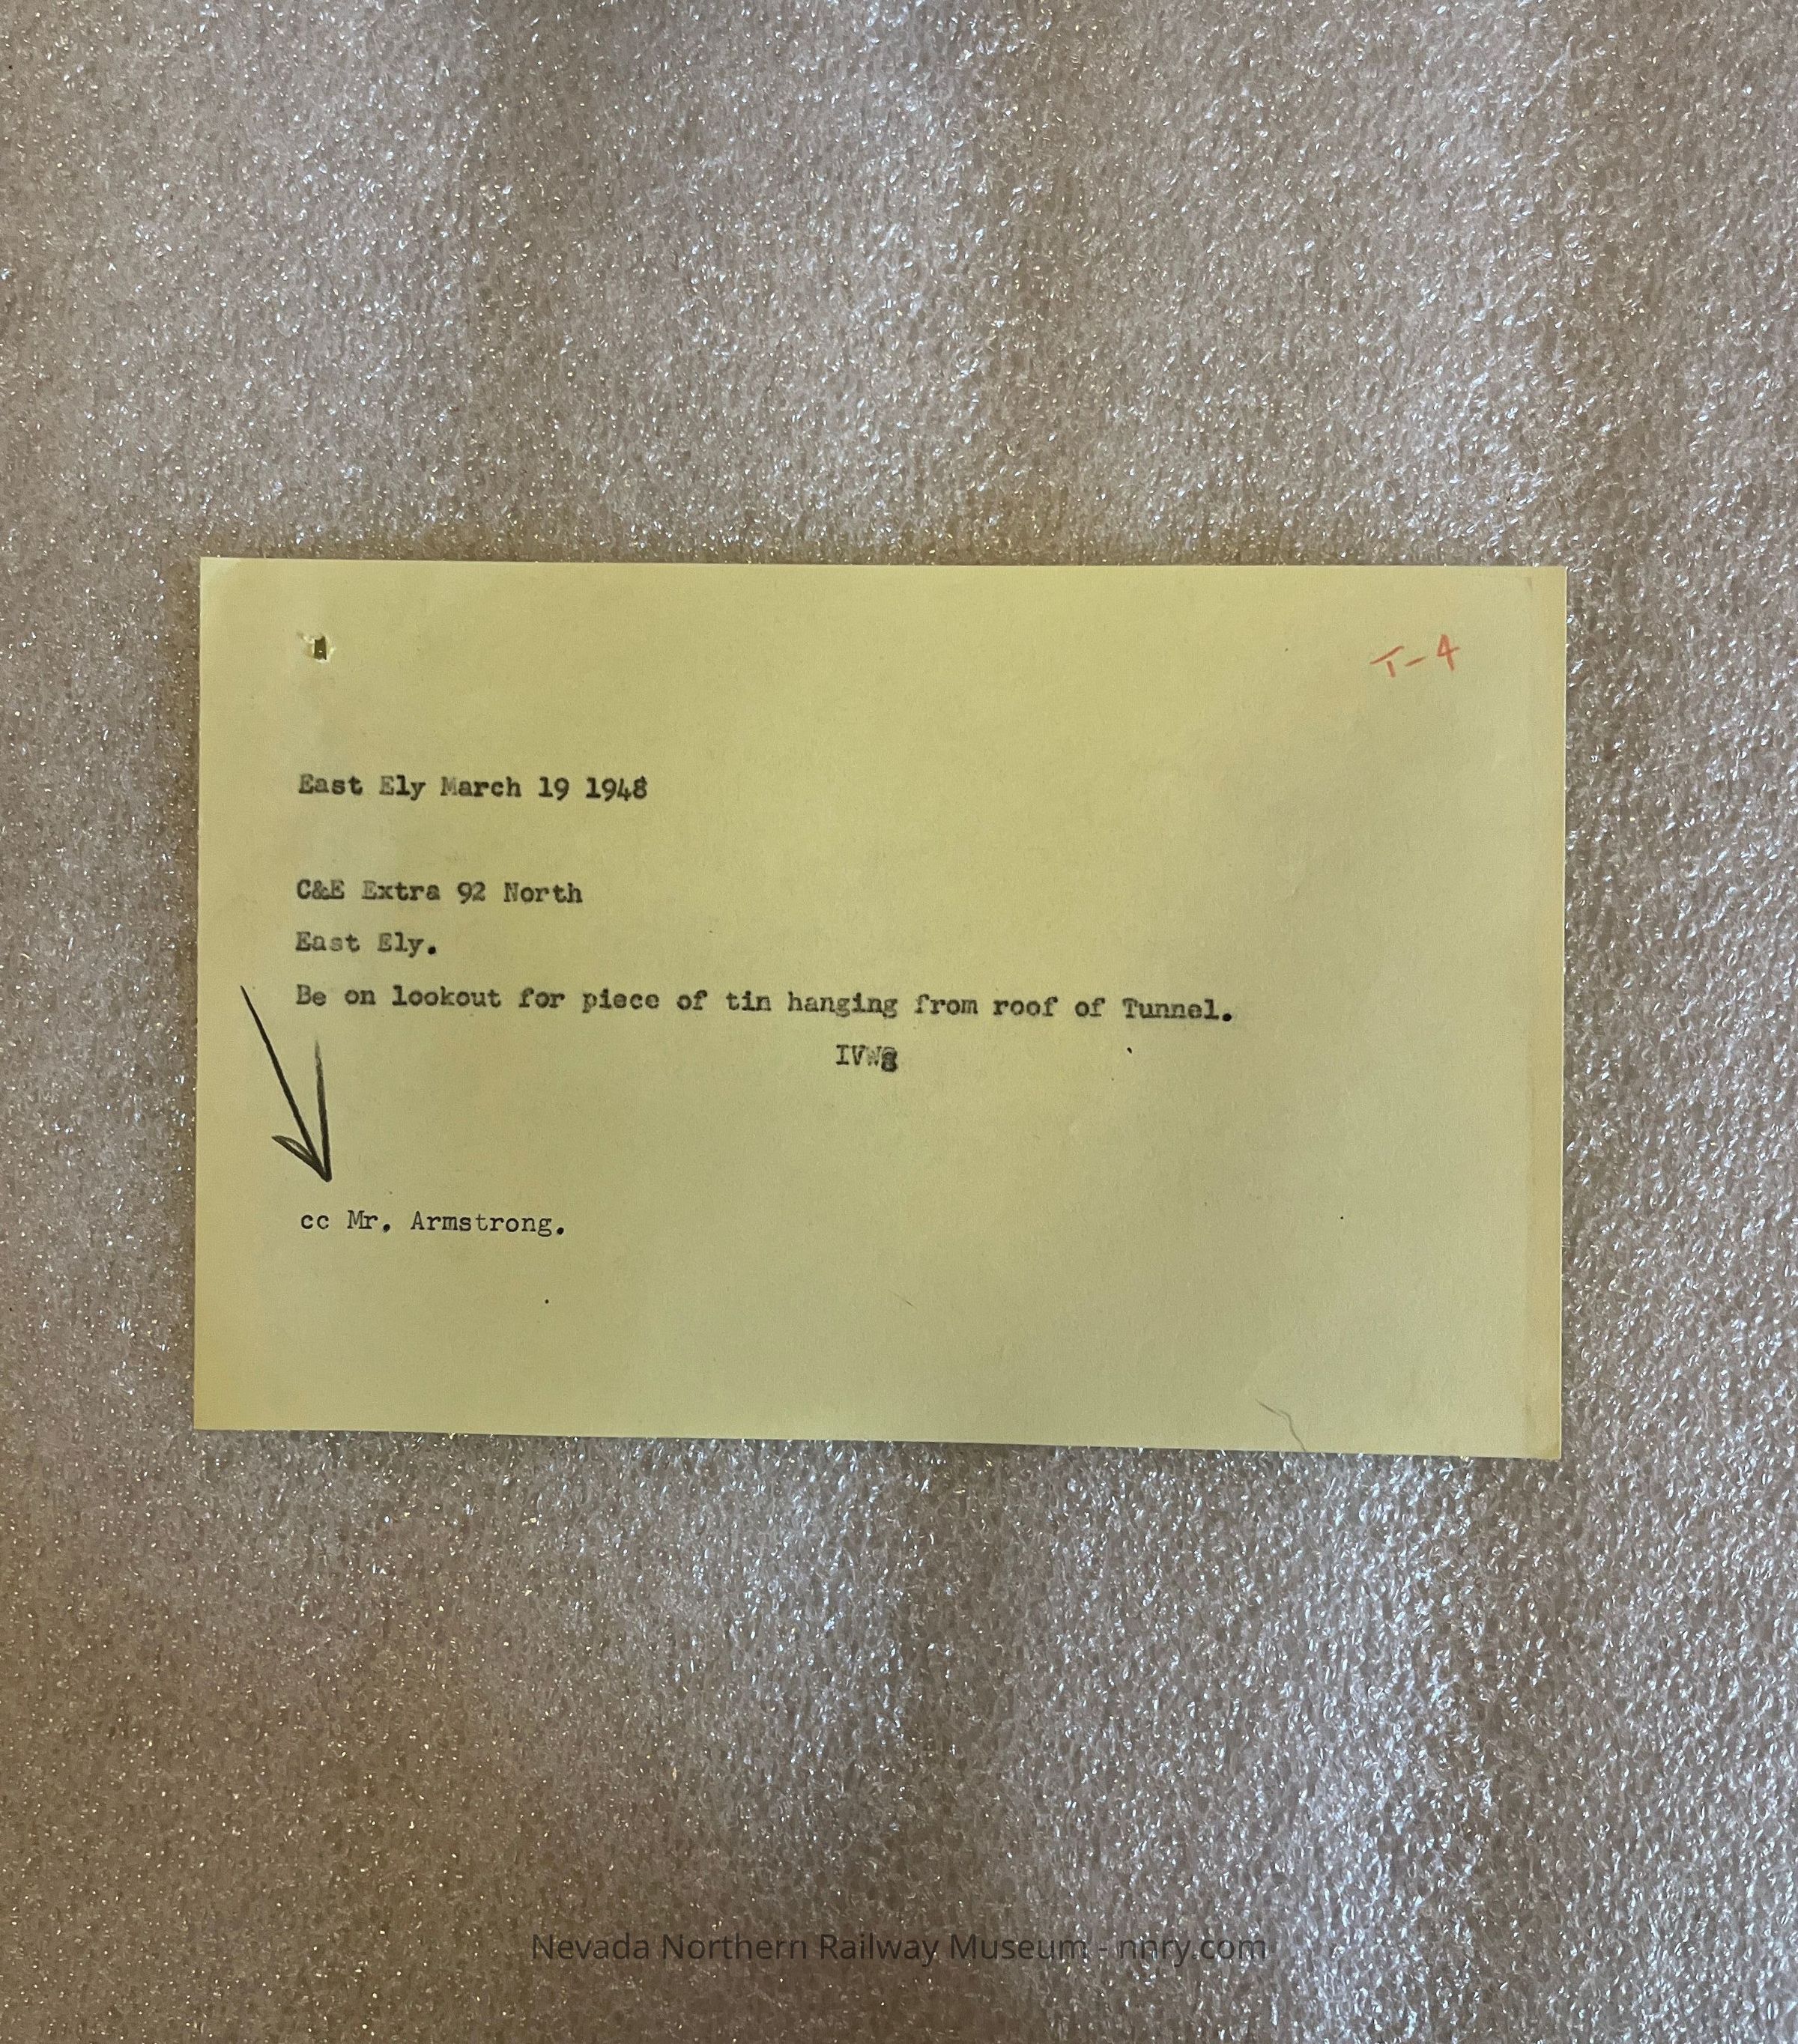 T-4
East Ely March 19 1948
C&E Extra 92 North
East Ely.
Be on lookout for piece of tin hanging from roof of Tunnel.
cc Mr. Armstrong.
Nevada Northern Railway Museum - nnry.com